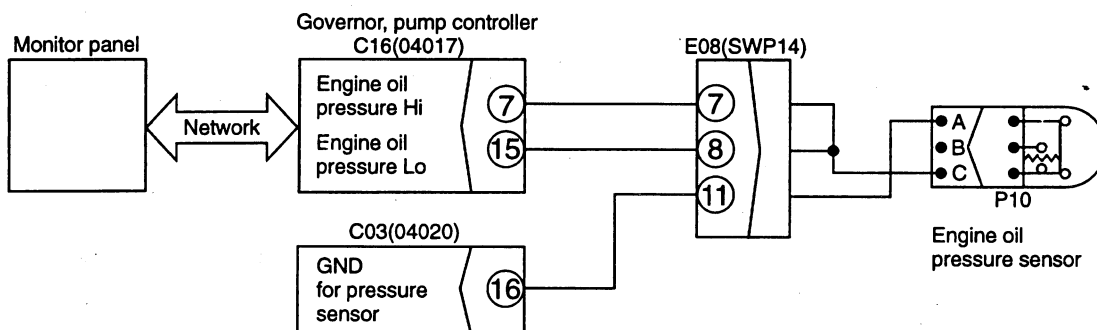 Governor, pump controller
Monitor panel
C16(04017)
E08(SWP14)
Engine oil
pressure Hi
7
7
Network
Engine oil
pressure Lo
15
8
11
A
B
C
P10
Engine oil
pressure sensor
C03(04020)
GND
for pressure
sensor
16